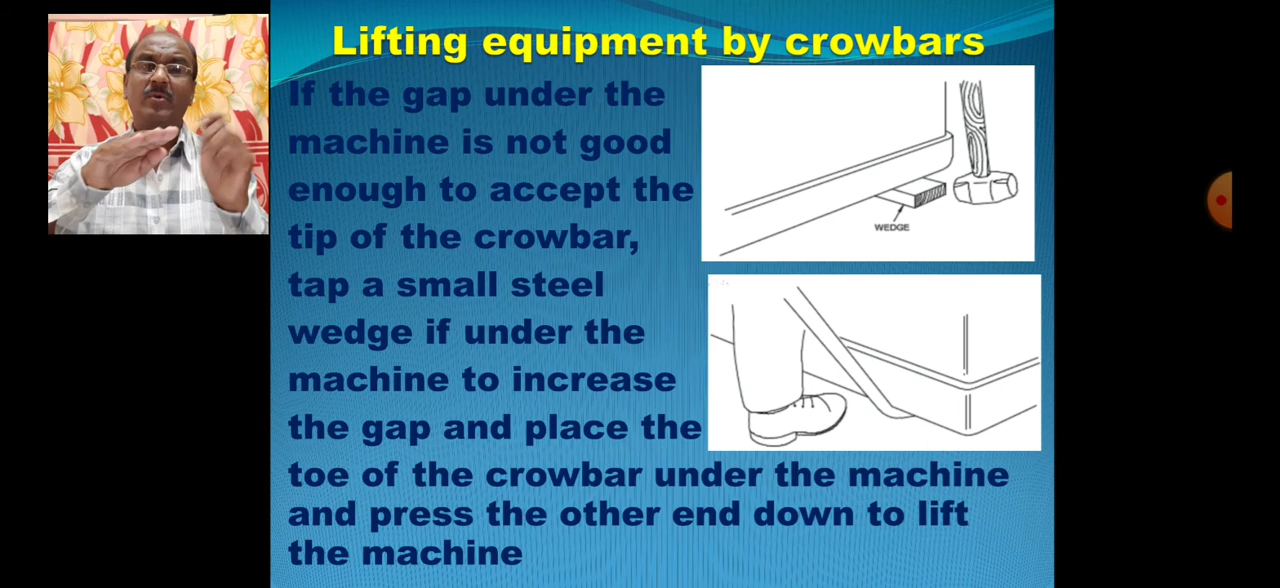 Lifting equipment by crowbars
If the gap under the
machine is not good
enough to accept the
tip of the crowbar,
tap a small steel
wedge if under the
machine to increase
the gap and place the
toe of the crowbar under the machine
and press the other end down to lift
the machine
WEDGE